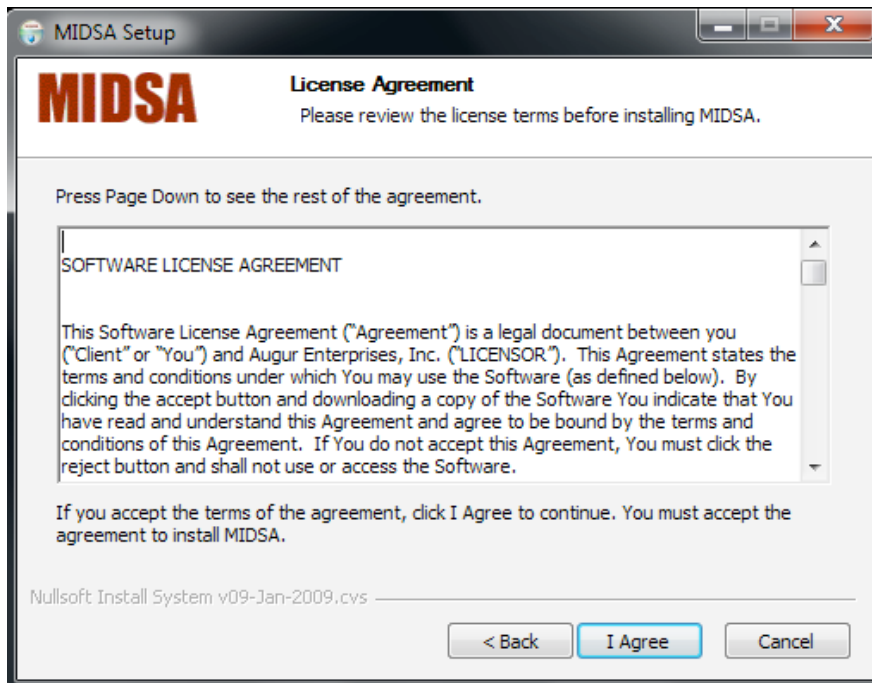 MIDSA Setup
MIDSA
License Agreement
Please review the license terms before installing MIDSA.
Press Page Down to see the rest of the agreement.
SOFTWARE LICENSE AGREEMENT
This Software License Agreement (“Agreement”) is a legal document between you
(“Client” or “You”) and Augur Enterprises, Inc. (“LICENSOR”).  This Agreement states the
terms and conditions under which You may use the Software (as defined below).  By
clicking the accept button and downloading a copy of the Software You indicate that You
have read and understand this Agreement and agree to be bound by the terms and
conditions of this Agreement.  If You do not accept this Agreement, You must click the
reject button and shall not use or access the Software.
If you accept the terms of the agreement, click I Agree to continue. You must accept the
agreement to install MIDSA.
Nullsoft Install System v09-Jan-2009.cvs
< Back
I Agree
Cancel